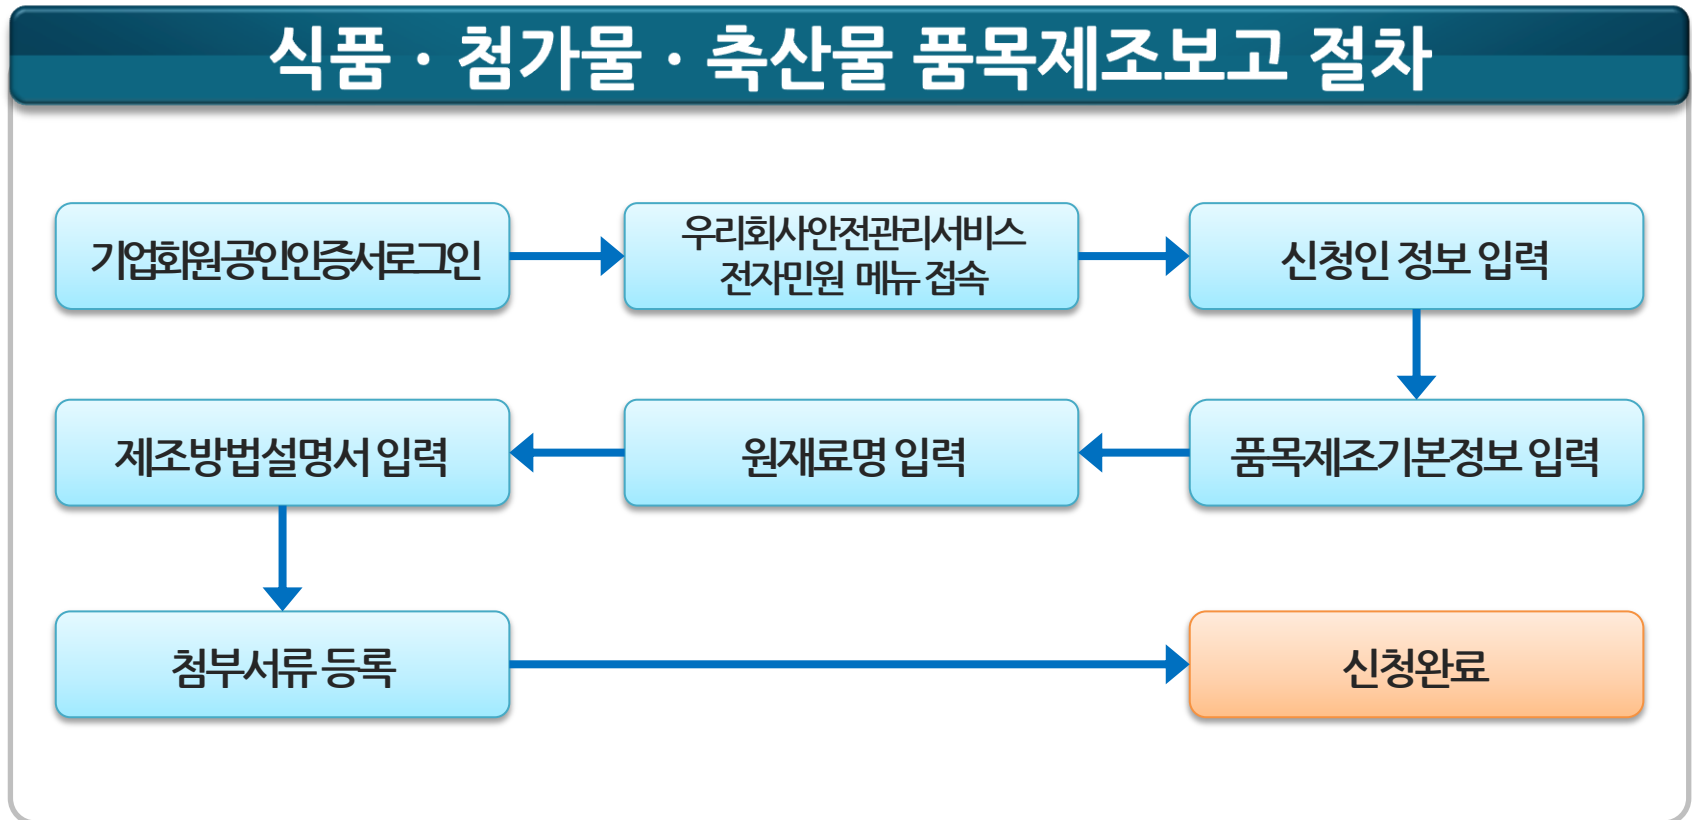 식품 · 첨가물 · 축산물 품목제조보고 절차
기업회원공인인증서로그인
우리회사안전관리서비스
전자민원 메뉴 접속
신청인 정보 입력
품목제조기본정보 입력
원재료명 입력
제조방법설명서 입력
첨부서류 등록
신청완료